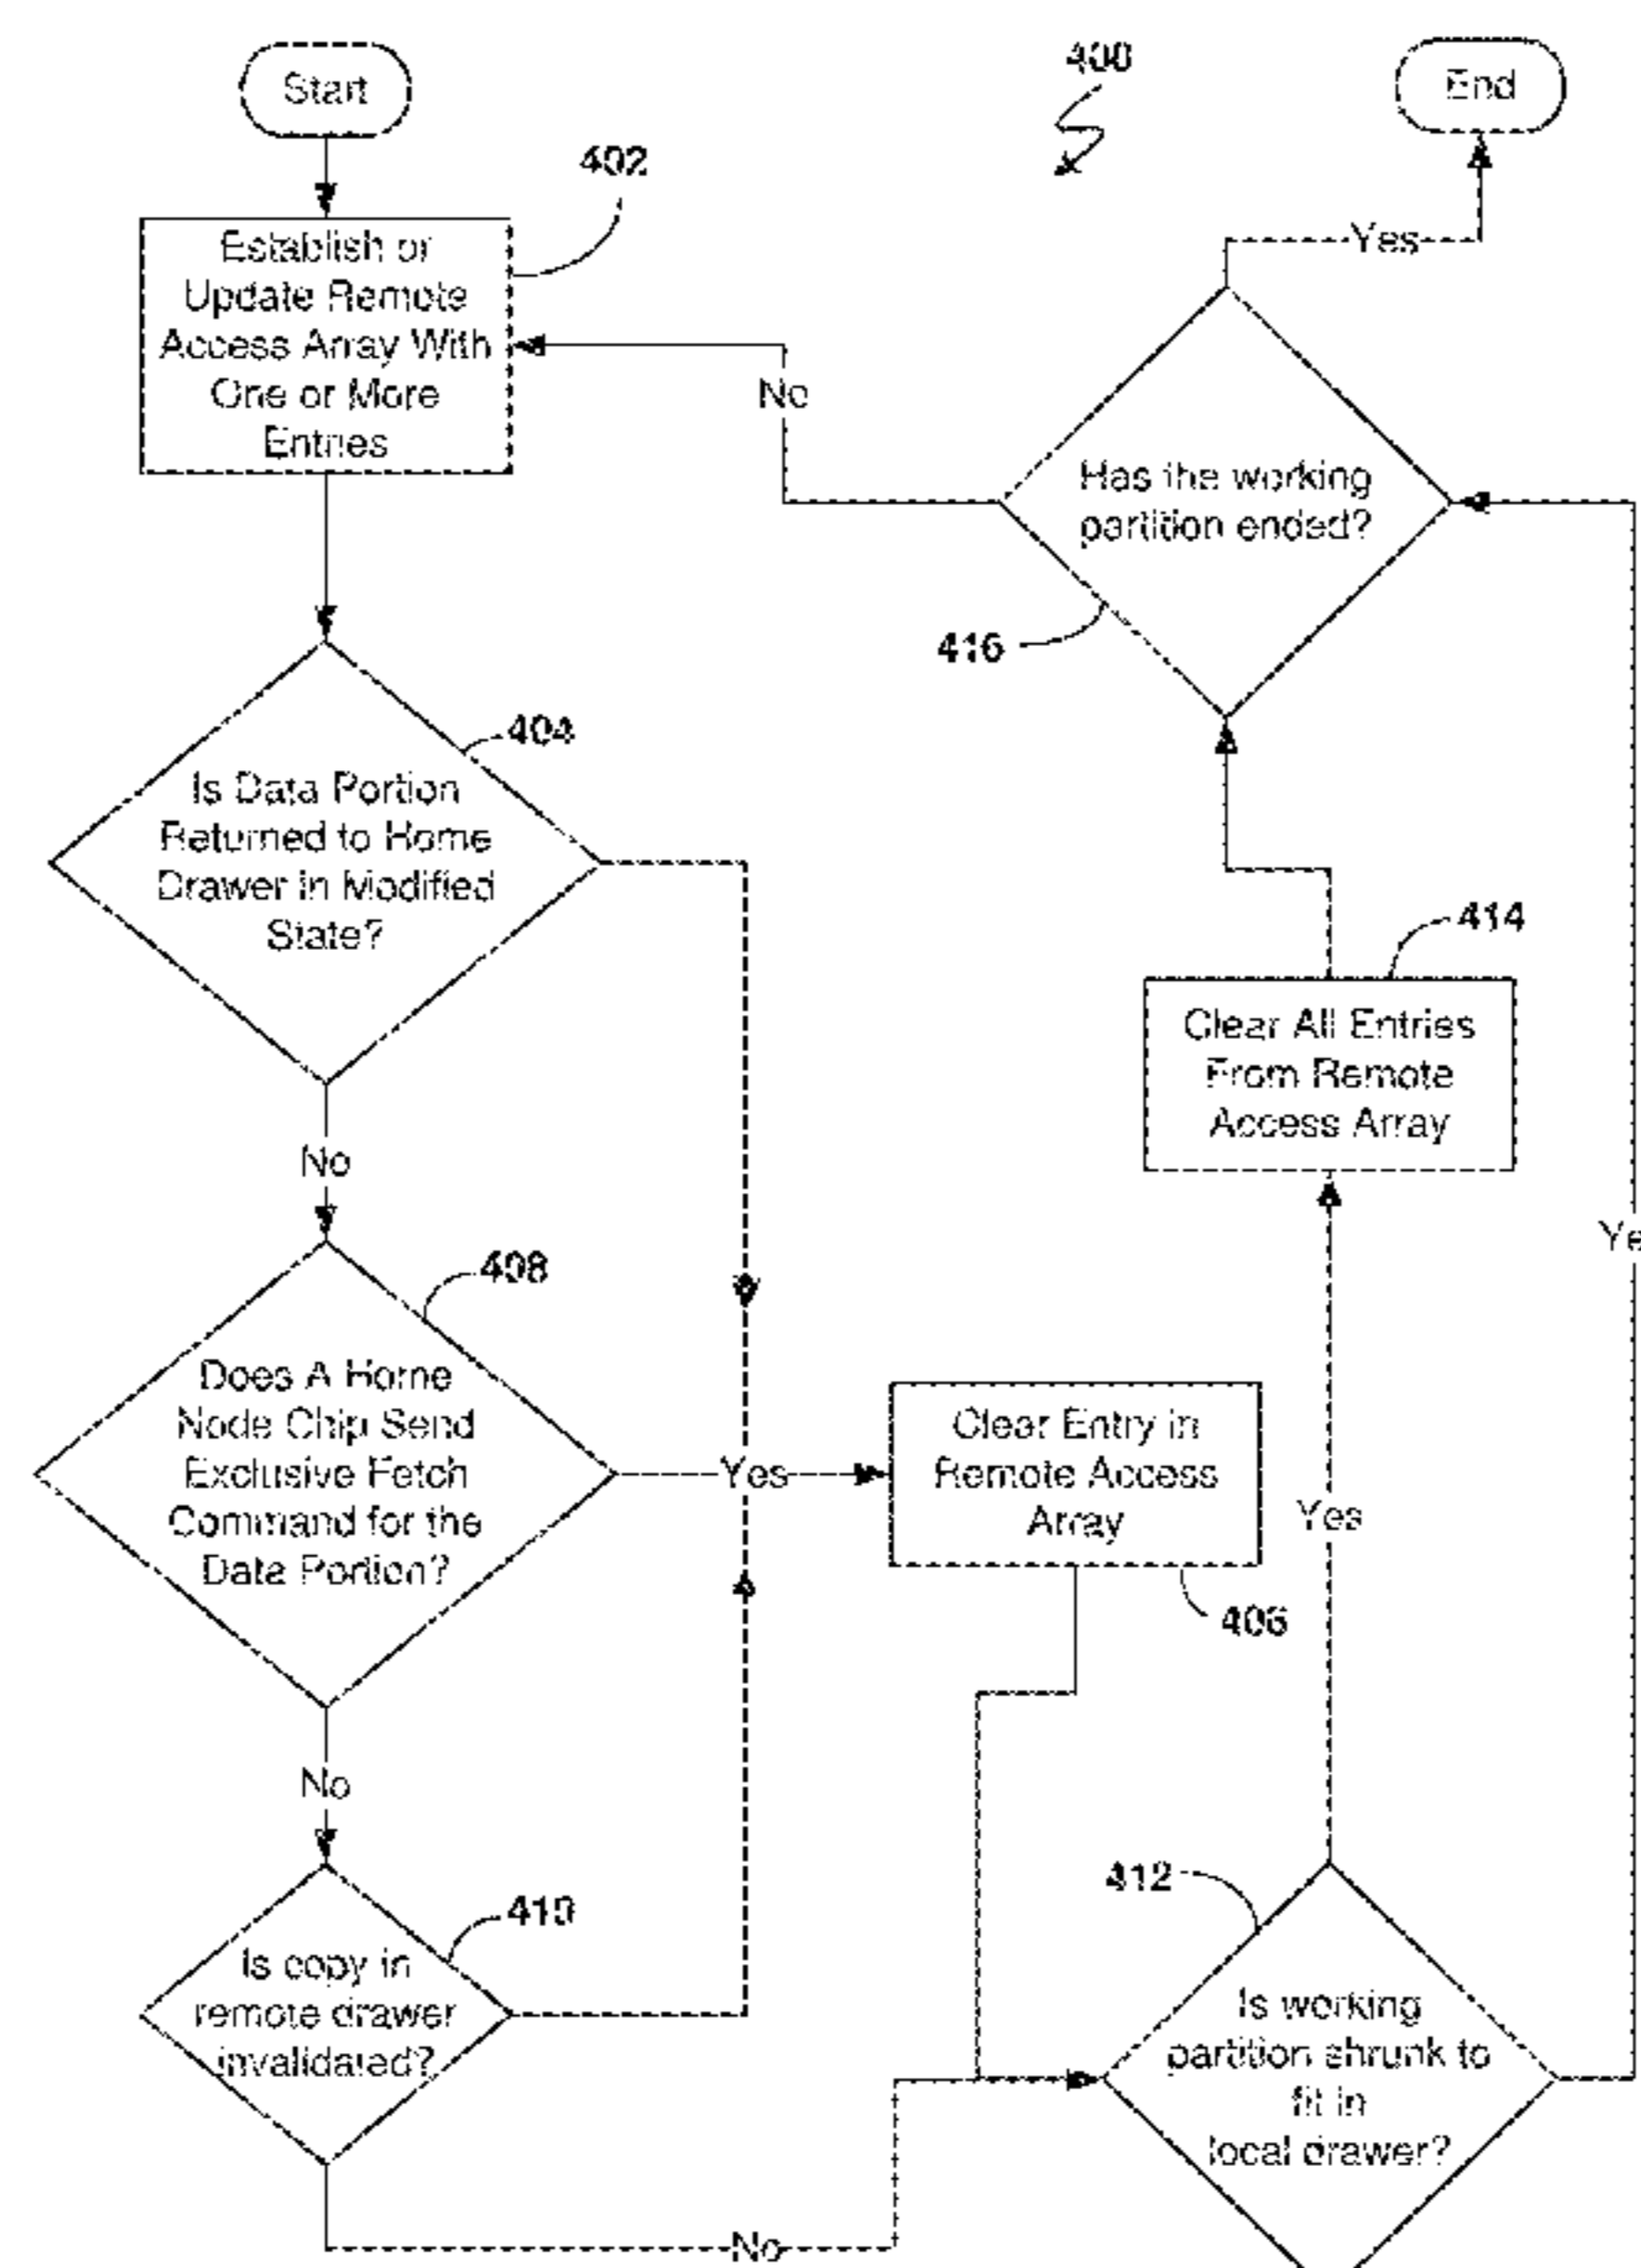 Start
400
End
402
Establish or
Update Remote
Access Array With
One or More
Entries
Yes
No
Has the working
partition ended?
416
404
Is Data Portion
Returned to Home
Drawer in Modified
State?
414
Clear All Entries
From Remote
Access Array
No
Ye
408
Does A Home
Node Chip Send
Exclusive Fetch
Command for the
Data Portion?
Yes
Clear Entry in
Remote Access
Array
Yes
406
No
412
410
Is copy in
remote drawer
invalidated?
Is working
partition shrunk to
fit in
local drawer?
No